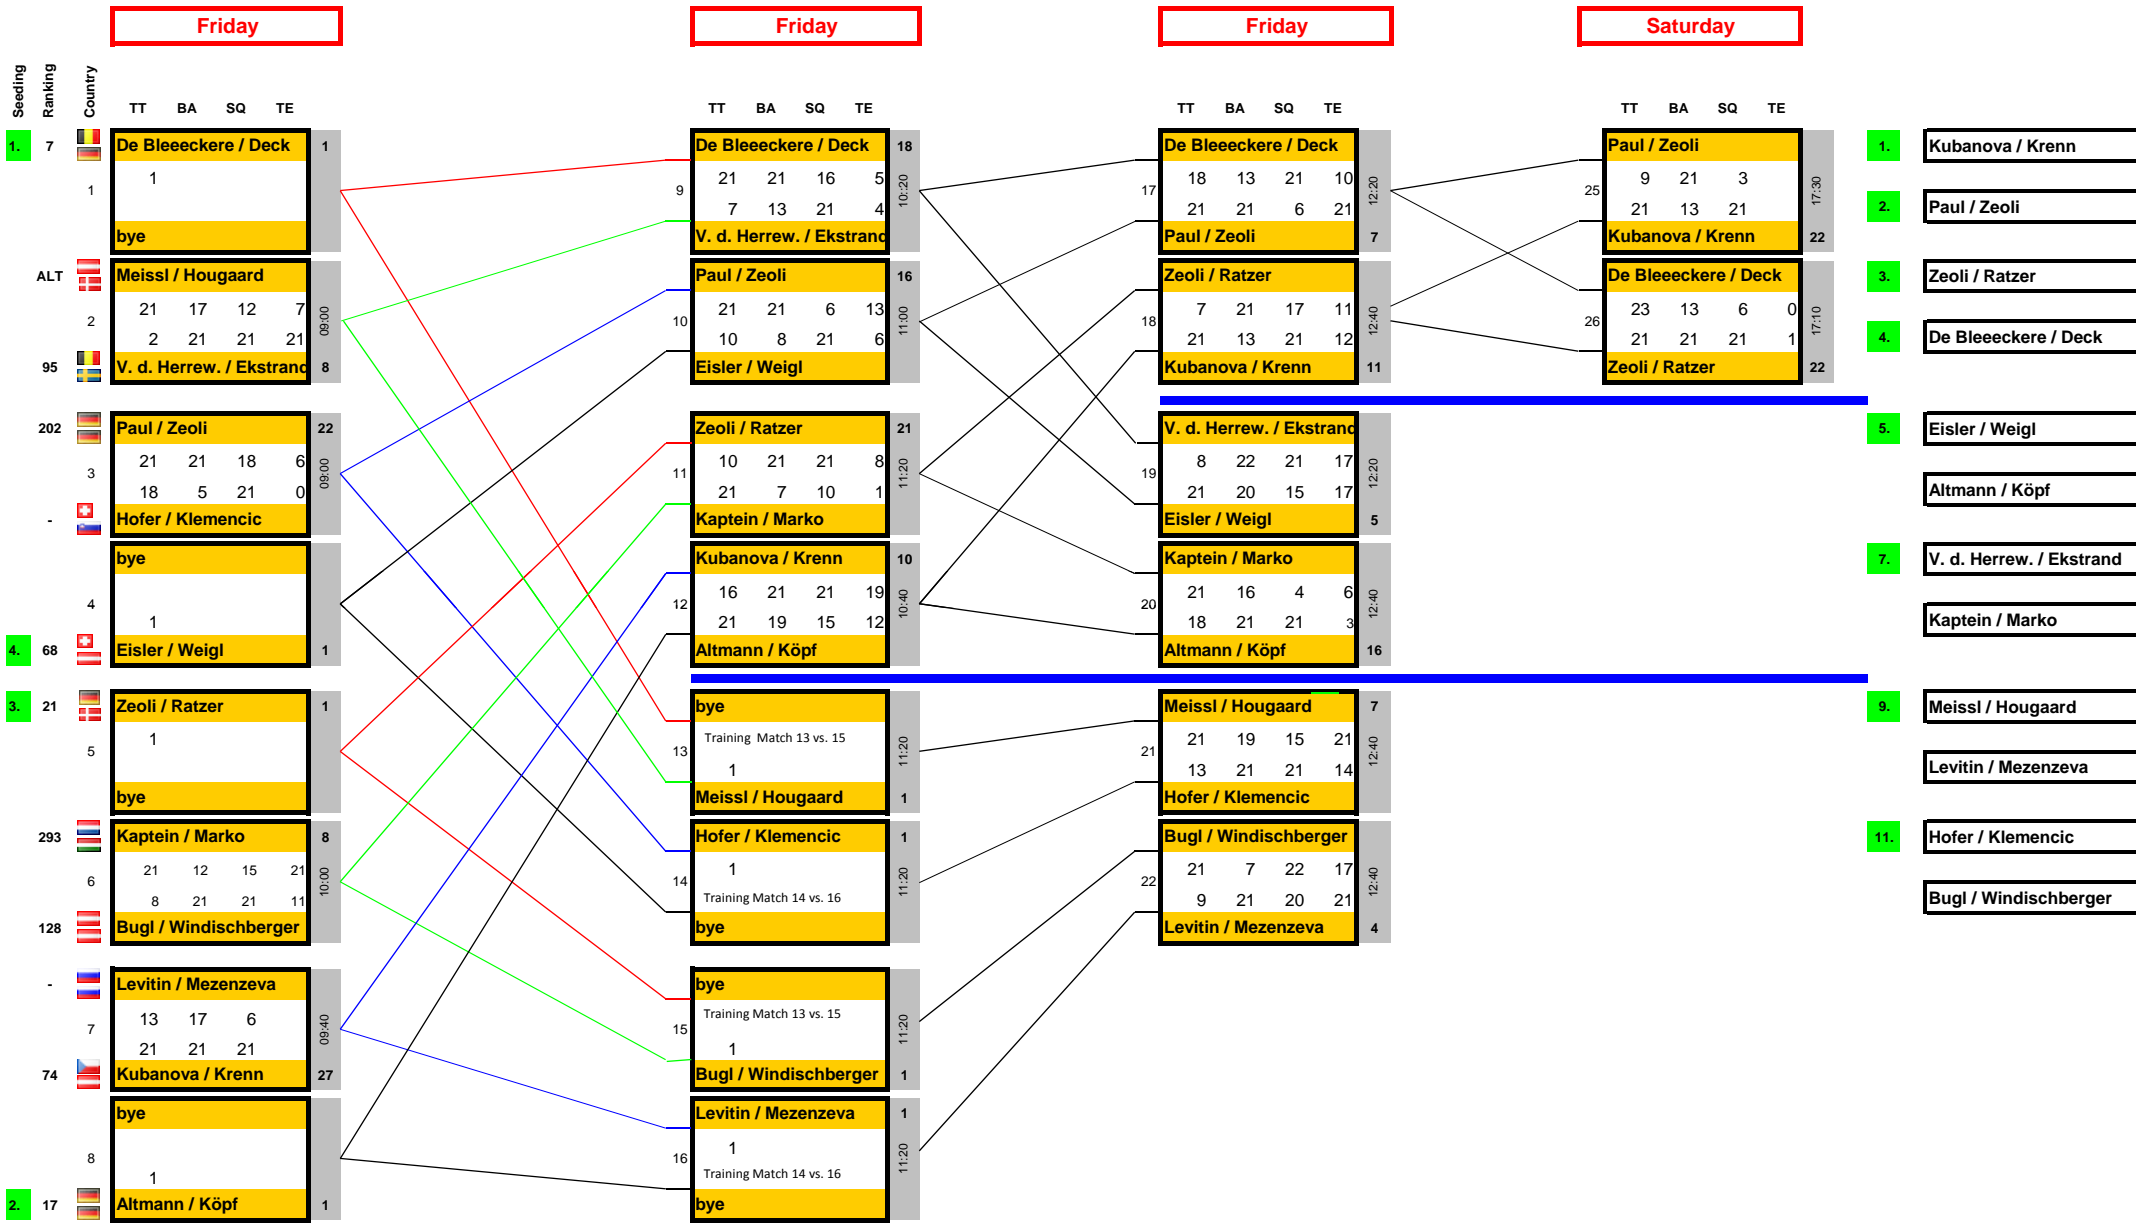 Friday Friday Friday Saturday
Seeding Ranking Country
TT BA SQ TE TT BA SQ TE TT BA SQ TE TT BA SQ TE
1. 7 De Bleeeckere / Deck 1
1
1
bye
ALT Meissl / Hougaard
21 17 12 7
2 09:00
2 21 21 21
95 V. d. Herrew. / Ekstrand 8
202 Paul / Zeoli 22
21 21 18 6
3 09:00
18 5 21 0
- Hofer / Klemencic
bye
4
1
4. 68 Eisler / Weigl 1
3. 21 Zeoli / Ratzer 1
1
5
bye
293 Kaptein / Marko 8
21 12 15 21
6 10:00
8 21 21 11
128 Bugl / Windischberger
- Levitin / Mezenzeva
13 17 6
7 09:40
21 21 21
74 Kubanova / Krenn 27
bye
8
1
2. 17 Altmann / Köpf 1
De Bleeeckere / Deck 18
21 21 16 5
9 10:20
7 13 21 4
V. d. Herrew. / Ekstrand
Paul / Zeoli 16
21 21 6 13
10 11:00
10 8 21 6
Eisler / Weigl
Zeoli / Ratzer 21
10 21 21 8
11 11:20
21 7 10 1
Kaptein / Marko
Kubanova / Krenn 10
16 21 21 19
12 10:40
21 19 15 12
Altmann / Köpf
bye
Training Match 13 vs. 15
13 11:20
1
Meissl / Hougaard 1
Hofer / Klemencic 1
1
14 11:20
Training Match 14 vs. 16
bye
bye
Training Match 13 vs. 15
15 11:20
1
Bugl / Windischberger 1
Levitin / Mezenzeva 1
1
16 11:20
Training Match 14 vs. 16
bye
De Bleeeckere / Deck
18 13 21 10
17 12:20
21 21 6 21
Paul / Zeoli 7
Zeoli / Ratzer
7 21 17 11
18 12:40
21 13 21 12
Kubanova / Krenn 11
V. d. Herrew. / Ekstrand
8 22 21 17
19 12:20
21 20 15 17
Eisler / Weigl 5
Kaptein / Marko
21 16 4 6
20 12:40
18 21 21 3
Altmann / Köpf 16
Meissl / Hougaard 7
21 19 15 21
21 12:40
13 21 21 14
Hofer / Klemencic
Bugl / Windischberger
21 7 22 17
22 12:40
9 21 20 21
Levitin / Mezenzeva 4
Paul / Zeoli
9 21 3
25 17:30
21 13 21
Kubanova / Krenn 22
De Bleeeckere / Deck
23 13 6 0
26 17:10
21 21 21 1
Zeoli / Ratzer 22
1. Kubanova / Krenn
2. Paul / Zeoli
3. Zeoli / Ratzer
4. De Bleeeckere / Deck
5. Eisler / Weigl
Altmann / Köpf
7. V. d. Herrew. / Ekstrand
Kaptein / Marko
9. Meissl / Hougaard
Levitin / Mezenzeva
11. Hofer / Klemencic
Bugl / Windischberger